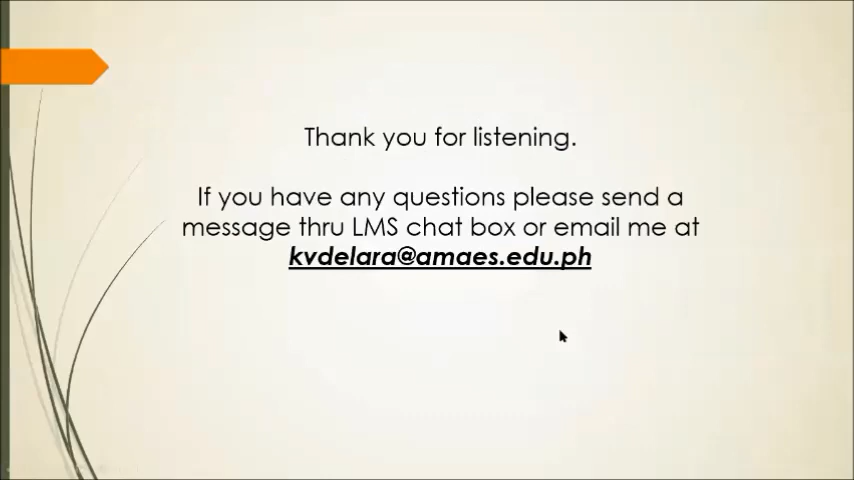 Thank you for listening.
If you have any questions please send a
message thru LMS chat box or email me at
kvdelara@amaes.edu.ph